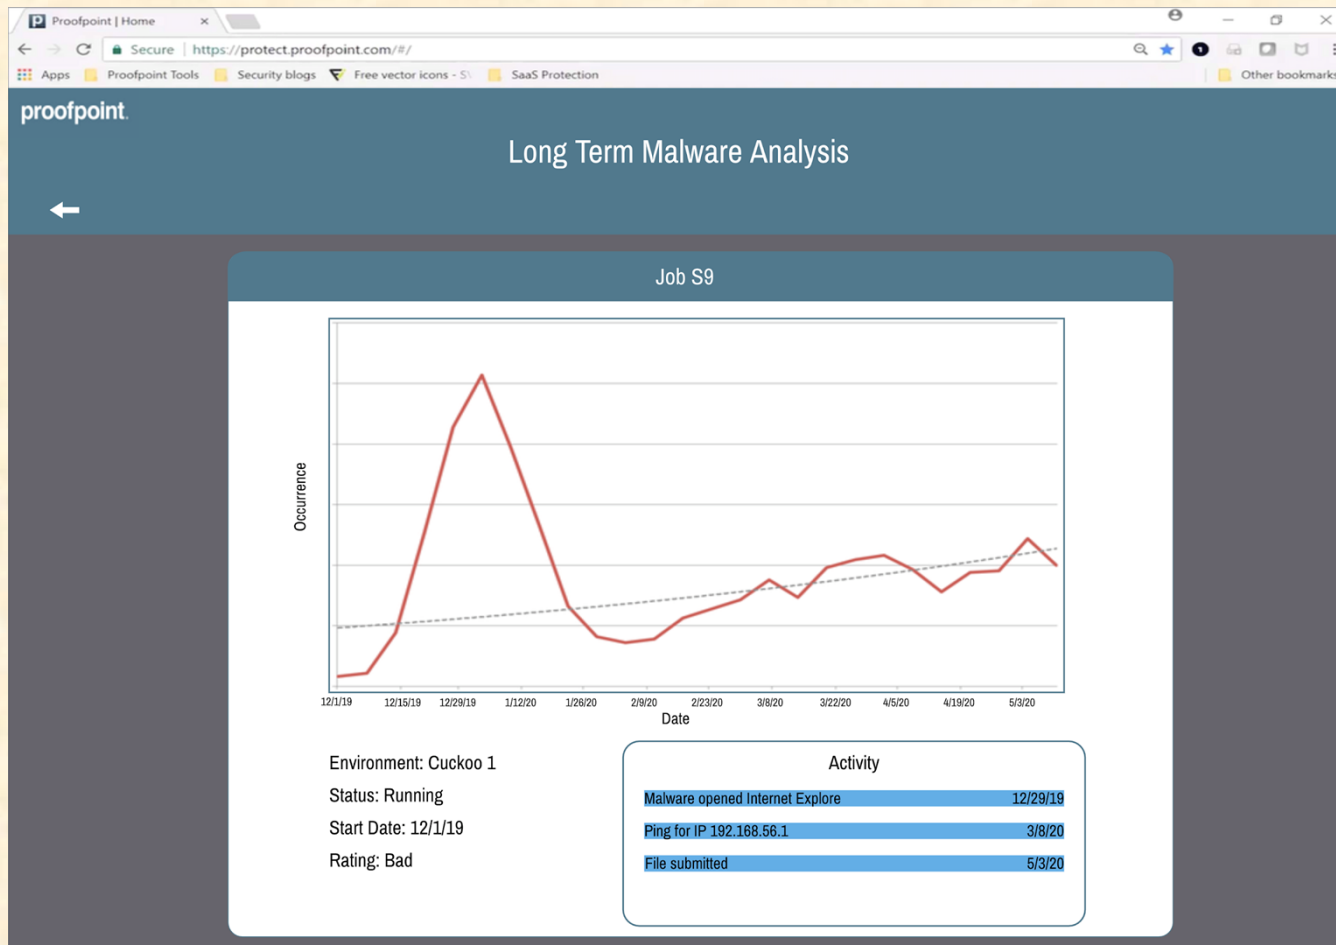 Proofpoint | Home
Secure | https://protect.proofpoint.com/#/
Apps Proofpoint Tools Security blogs Free vector icons - SaaS Protection Other bookmarks
proofpoint.
Long Term Malware Analysis
Job S9
Occurrence
12/1/19 12/15/19 12/29/19 1/12/20 1/26/20 2/9/20 2/23/20 3/8/20 3/22/20 4/5/20 4/19/20 5/3/20
Date
Environment: Cuckoo 1
Status: Running
Start Date: 12/1/19
Rating: Bad
Activity
Malware opened Internet Explore 12/29/19
Ping for IP 192.168.56.1 3/8/20
File submitted 5/3/20